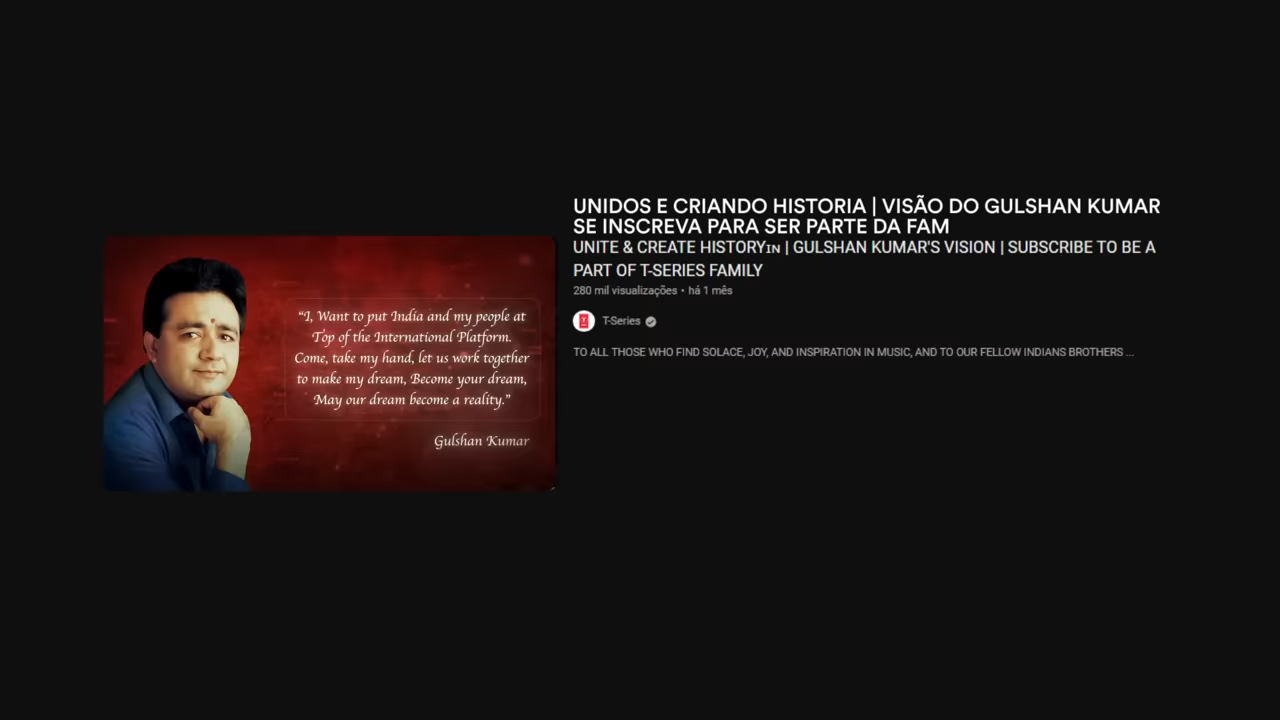 UNIDOS E CRIANDO HISTORIA | VISÃO DO GULSHAN KUMAR
SE INSCREVA PARA SER PARTE DA FAM
UNITE & CREATE HISTORYIN | GULSHAN KUMAR'S VISION | SUBSCRIBE TO BE A
PART OF T-SERIES FAMILY
280 mil visualizações • há 1 mês
T-Series
TO ALL THOSE WHO FIND SOLACE, JOY, AND INSPIRATION IN MUSIC, AND TO OUR FELLOW INDIANS BROTHERS ...
“I, Want to put India and my people at
Top of the International Platform.
Come, take my hand, let us work together
to make my dream, Become your dream,
May our dream become a reality.”
Gulshan Kumar